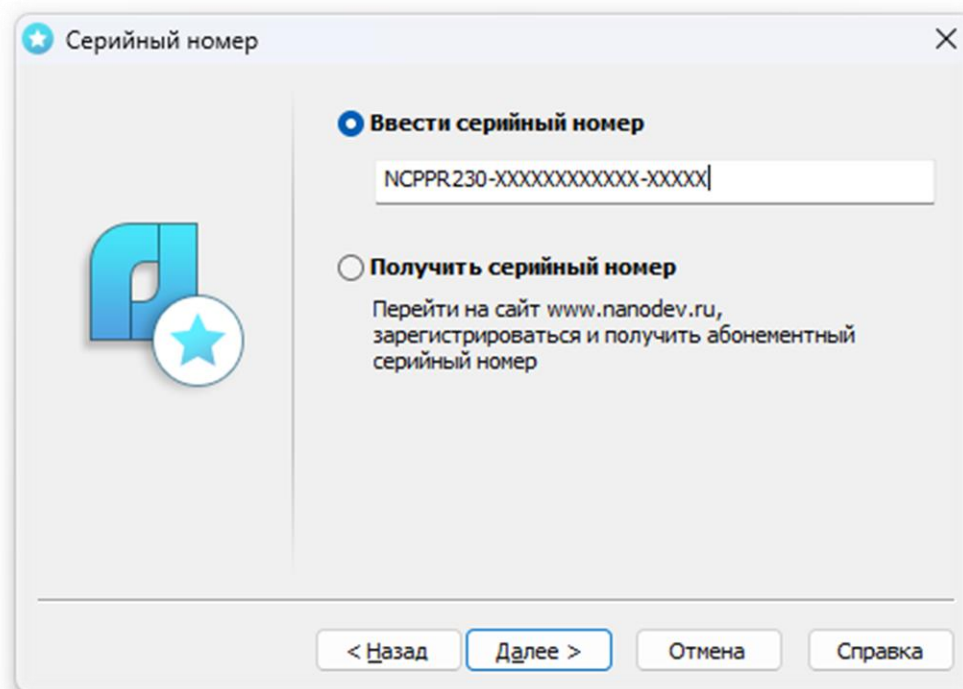 Серийный номер
Ввести серийный номер
NCPPR230-XXXXXXXXXXXX-XXXXX
Получить серийный номер
Перейти на сайт www.nanodev.ru,
зарегистрироваться и получить абонементный
серийный номер
< Назад
Далее >
Отмена
Справка